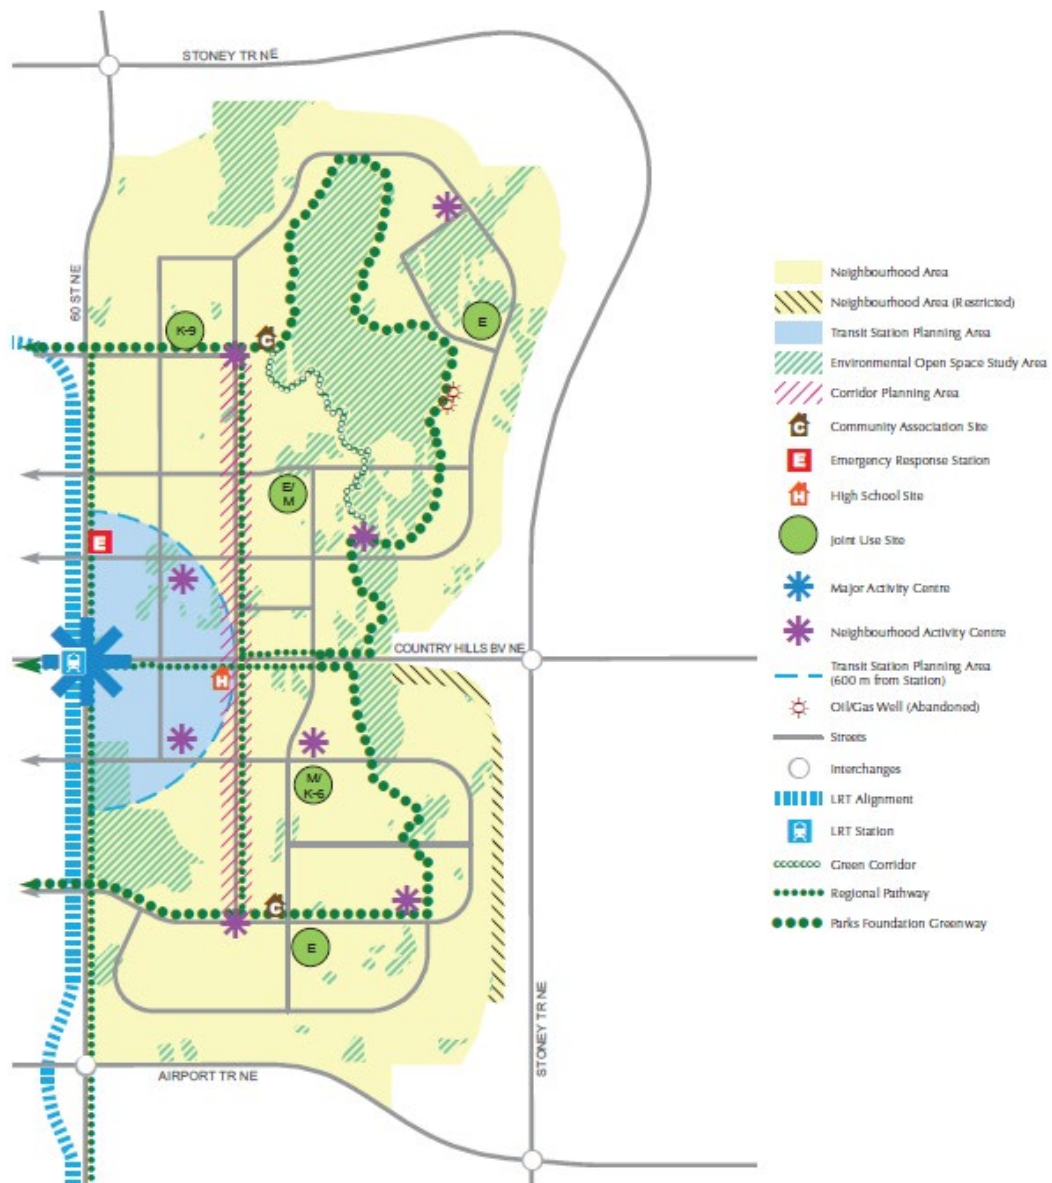 STONEY TR NE
60 ST NE
K-9
C
E
E/
M
E
COUNTRY HILLS BV NE
H
M/
K-6
C
E
STONEY TR NE
AIRPORT TR NE
Neighbourhood Area
Neighbourhood Area (Restricted)
Transit Station Planning Area
Environmental Open Space Study Area
Corridor Planning Area
C
Community Association Site
E
Emergency Response Station
H
High School Site
Joint Use Site
Major Activity Centre
Neighbourhood Activity Centre
Transit Station Planning Area
(600 m from Station)
Oil/Gas Well (Abandoned)
Streets
Interchanges
LRT Alignment
LRT Station
Green Corridor
Regional Pathway
Parks Foundation Greenway